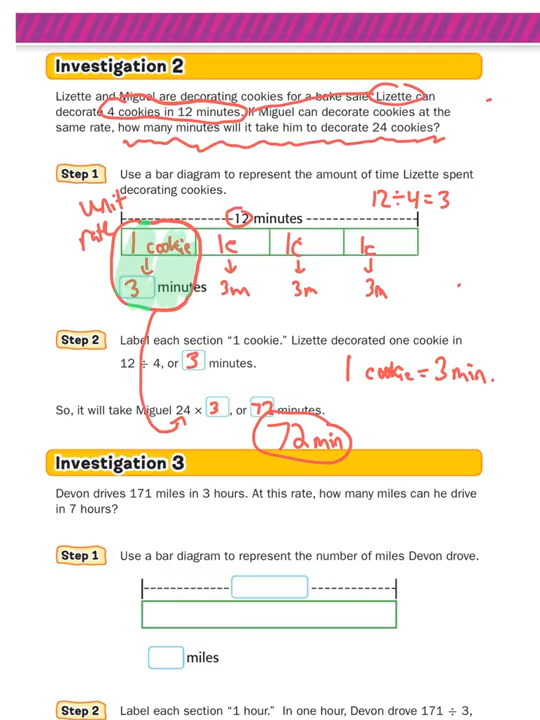 Investigation 2
Lizette and Miguel are decorating cookies for a bake sale. Lizette can
decorate 4 cookies in 12 minutes. If Miguel can decorate cookies at the
same rate, how many minutes will it take him to decorate 24 cookies?
Step 1 Use a bar diagram to represent the amount of time Lizette spent
decorating cookies.
12÷4=3
unit
rate
12 minutes
1 cookie 1c 1c 1c
3 minutes 3m 3m 3m
Step 2 Label each section “1 cookie.” Lizette decorated one cookie in
12 ÷ 4, or 3 minutes.
1 cookie = 3 min.
So, it will take Miguel 24 × 3, or 72 minutes.
72 min
Investigation 3
Devon drives 171 miles in 3 hours. At this rate, how many miles can he drive
in 7 hours?
Step 1 Use a bar diagram to represent the number of miles Devon drove.
miles
Step 2 Label each section “1 hour.” In one hour, Devon drove 171 ÷ 3,